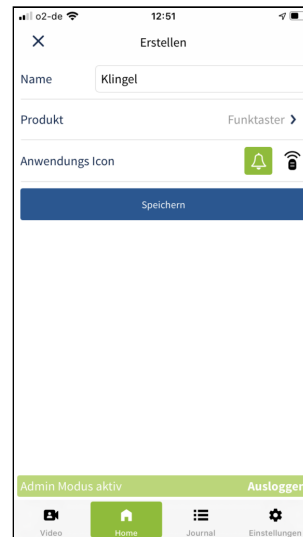 o2-de 12:51
Erstellen
Name Klingel
Produkt Funktaster
Anwendungs Icon
Speichern
Admin Modus aktiv Ausloggen
Video Home Journal Einstellungen